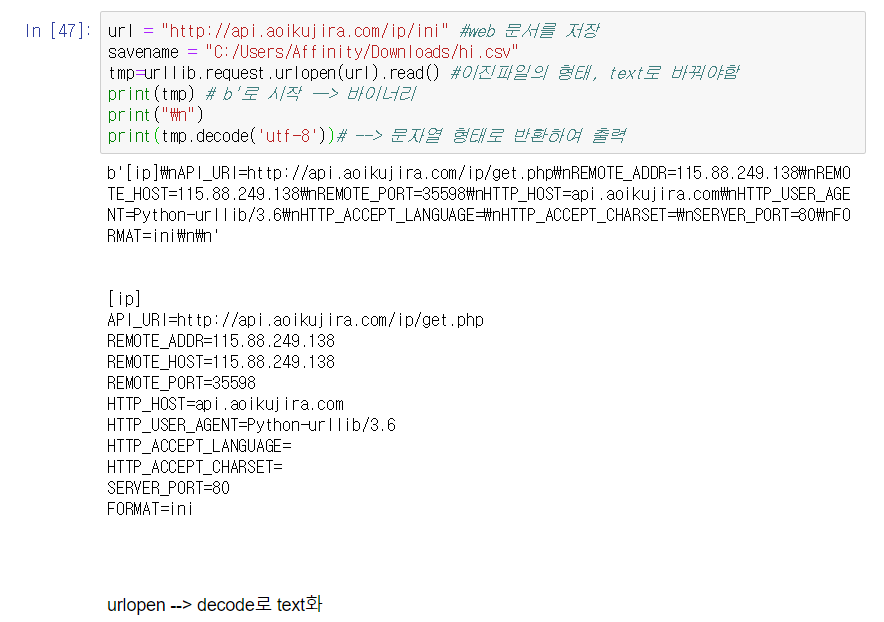 In [47]: url = "http://api.aoikujira.com/ip/ini" #web 문서를 저장
savename = "C:/Users/Affinity/Downloads/hi.csv"
tmp=urllib.request.urlopen(url).read() #이진파일의 형태, text로 바꿔야함
print(tmp) # b'로 시작 —> 바이너리
print("₩n")
print(tmp.decode('utf-8'))# --> 문자열 형태로 반환하여 출력
b'[ip]₩nAPI_URI=http://api.aoikujira.com/ip/get.php₩nREMOTE_ADDR=115.88.249.138₩nREMO
TE_HOST=115.88.249.138₩nREMOTE_PORT=35598₩nHTTP_HOST=api.aoikujira.com₩nHTTP_USER_AGE
NT=Python-urllib/3.6₩nHTTP_ACCEPT_LANGUAGE=₩nHTTP_ACCEPT_CHARSET=₩nSERVER_PORT=80₩nFO
RMAT=ini₩n₩n'
[ip]
API_URI=http://api.aoikujira.com/ip/get.php
REMOTE_ADDR=115.88.249.138
REMOTE_HOST=115.88.249.138
REMOTE_PORT=35598
HTTP_HOST=api.aoikujira.com
HTTP_USER_AGENT=Python-urllib/3.6
HTTP_ACCEPT_LANGUAGE=
HTTP_ACCEPT_CHARSET=
SERVER_PORT=80
FORMAT=ini
urlopen --> decode로 text화